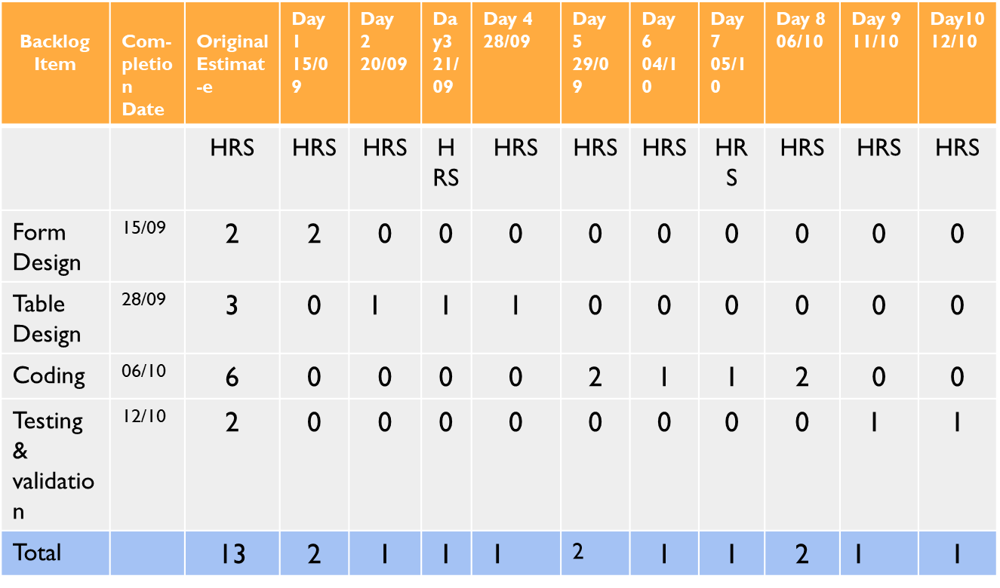 Backlog Item | Com-pletion Date | Original Estimat-e | Day 1 15/09 | Day 2 20/09 | Day3 21/09 | Day 4 28/09 | Day 5 29/09 | Day 6 04/10 | Day 7 05/10 | Day 8 06/10 | Day 9 11/10 | Day10 12/10
HRS HRS HRS HRS HRS HRS HRS HRS HRS HRS HRS
Form Design 15/09 2 2 0 0 0 0 0 0 0 0 0
Table Design 28/09 3 0 1 1 1 0 0 0 0 0 0
Coding 06/10 6 0 0 0 0 2 1 1 2 0 0
Testing & validation 12/10 2 0 0 0 0 0 0 0 0 1 1
Total 13 2 1 1 1 2 1 1 2 1 1